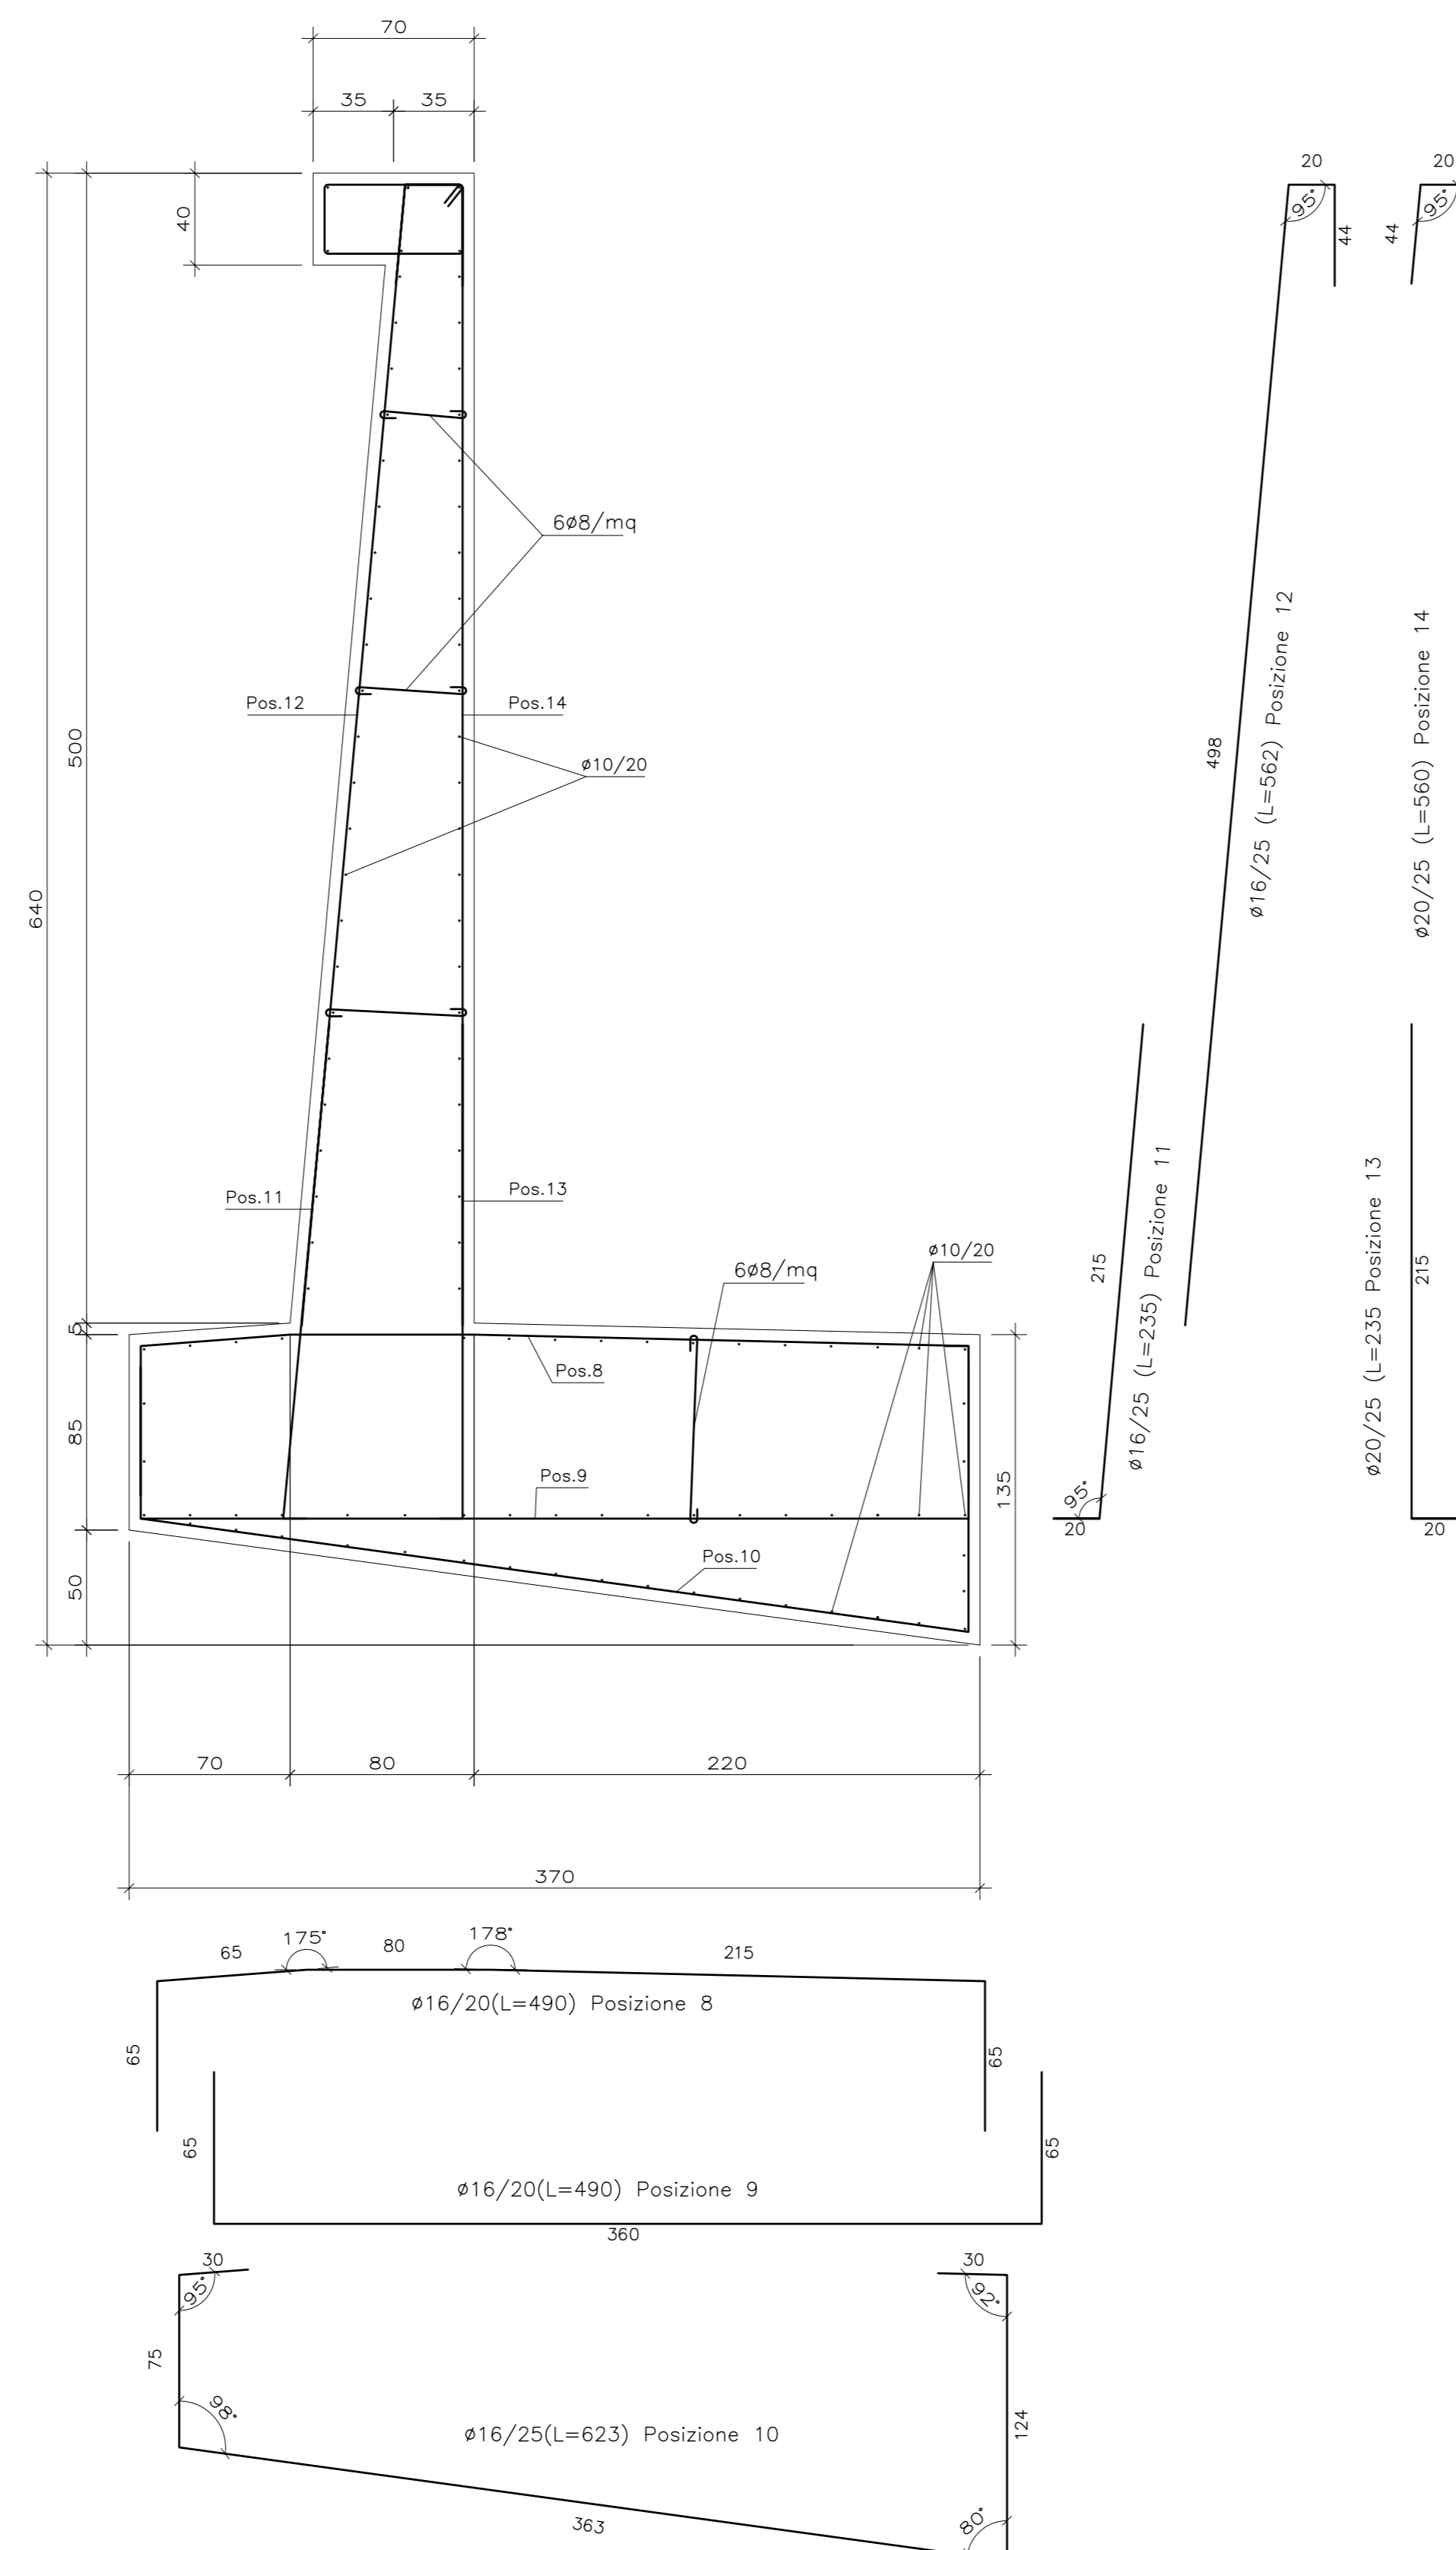 70
35 35
40
20
95°
44
20
95°
44
6ø8/mq
Pos.12
Pos.14
ø10/20
500
640
ø16/25 (L=562) Posizione 12
498
ø20/25 (L=560) Posizione 14
Pos.11
Pos.13
ø16/25 (L=235) Posizione 11
215
95°
20
ø20/25 (L=235 Posizione 13
215
20
6ø8/mq
ø10/20
5
Pos.8
85
Pos.9
135
50
Pos.10
70 80 220
370
65 175° 80 178° 215
ø16/20(L=490) Posizione 8
65 65
65 65
ø16/20(L=490) Posizione 9
360
30 30
95° 92°
75
98°
ø16/25(L=623) Posizione 10
124
363
80°